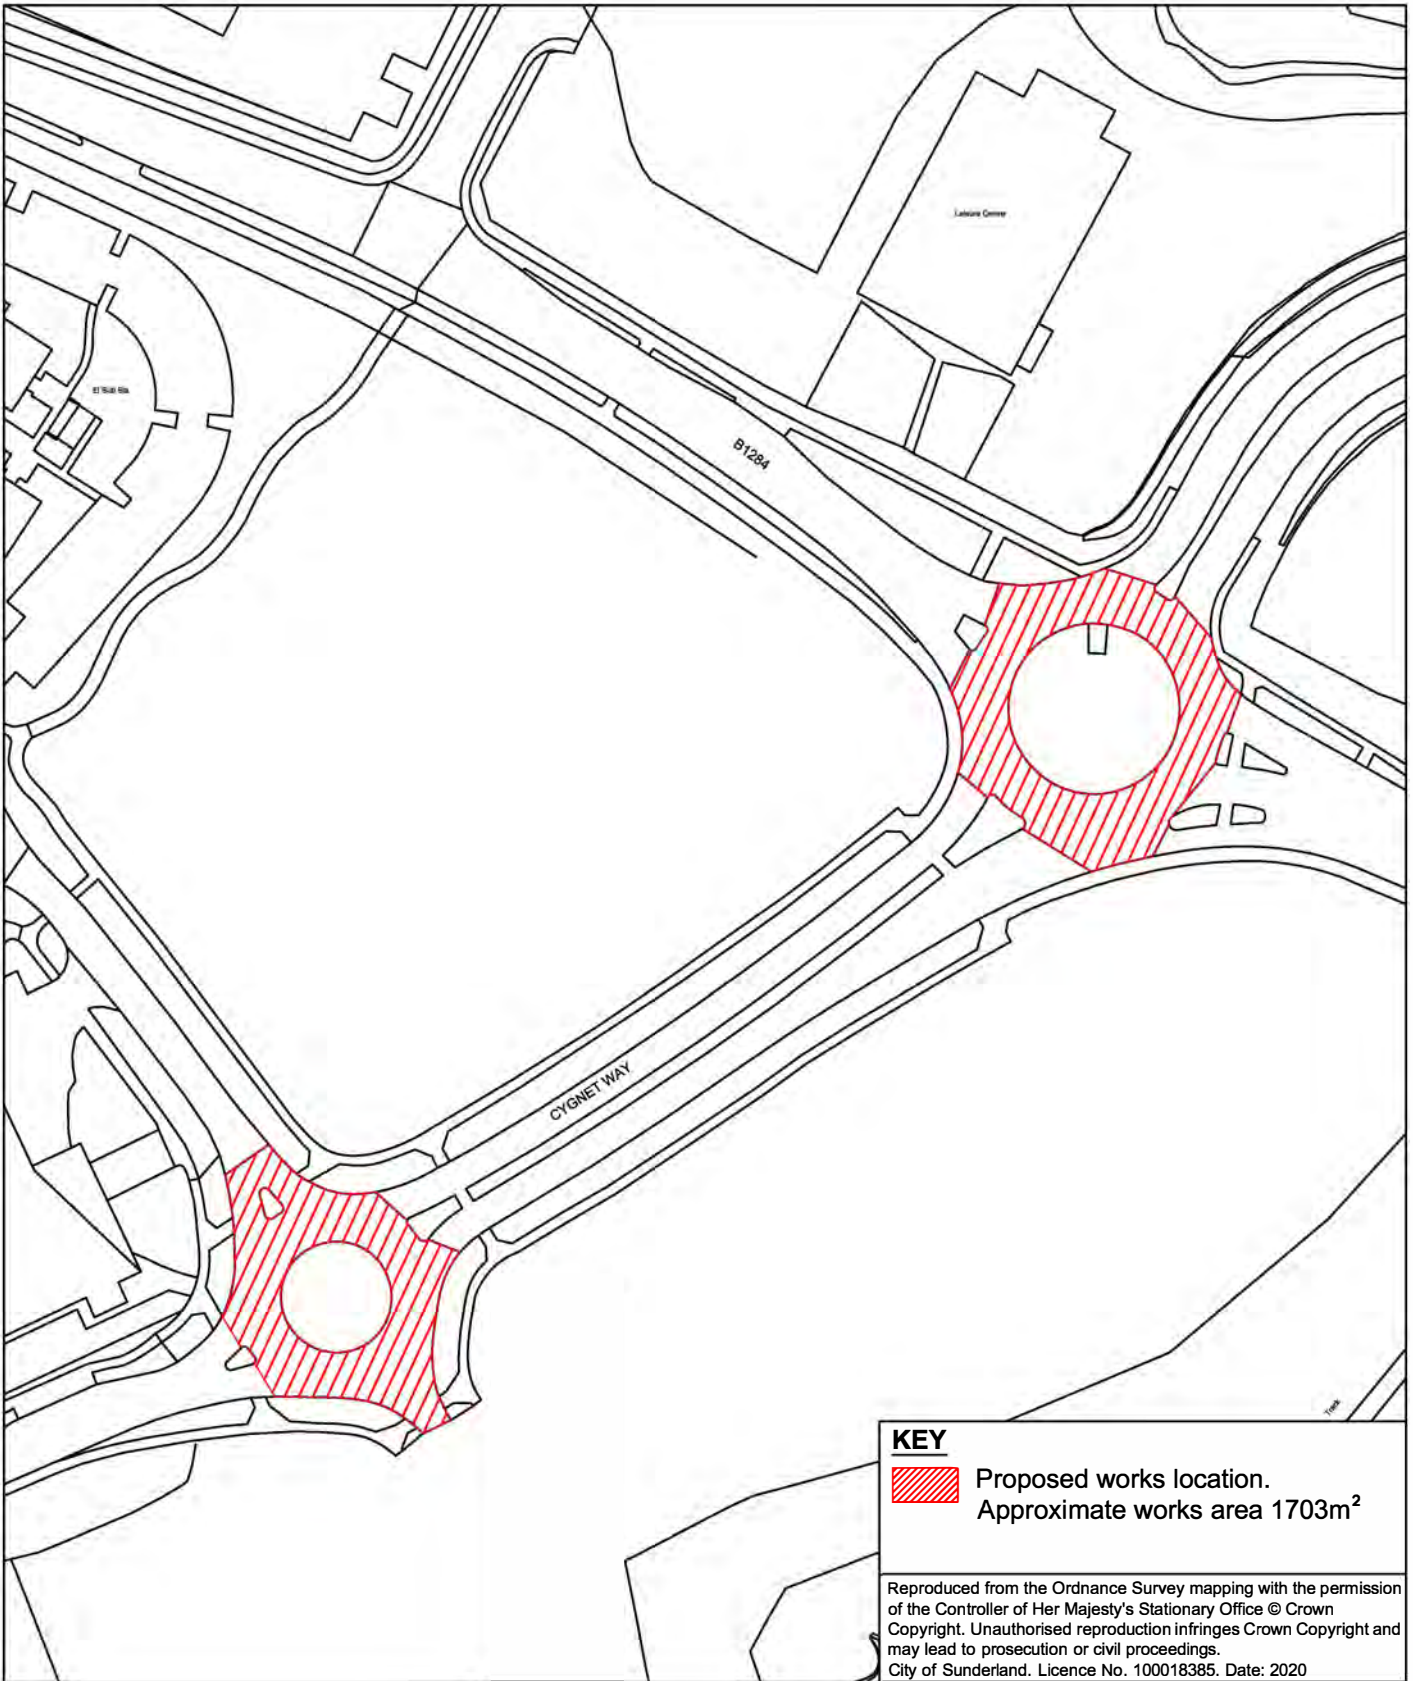 Leisure Centre
El Sub Sta
B1284
CYGNET WAY
Track
KEY
Proposed works location.
Approximate works area 1703m²
Reproduced from the Ordnance Survey mapping with the permission
of the Controller of Her Majesty's Stationary Office © Crown
Copyright. Unauthorised reproduction infringes Crown Copyright and
may lead to prosecution or civil proceedings.
City of Sunderland. Licence No. 100018385. Date: 2020